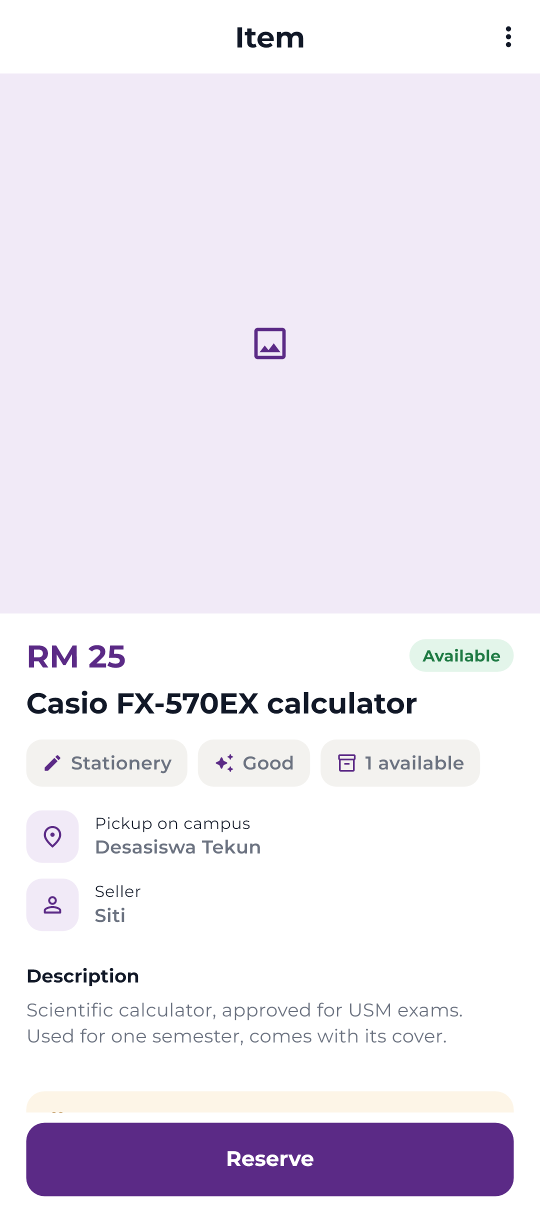 Item
RM 25
Available
Casio FX-570EX calculator
Stationery
Good
1 available
Pickup on campus
Desasiswa Tekun
Seller
Siti
Description
Scientific calculator, approved for USM exams.
Used for one semester, comes with its cover.
Reserve